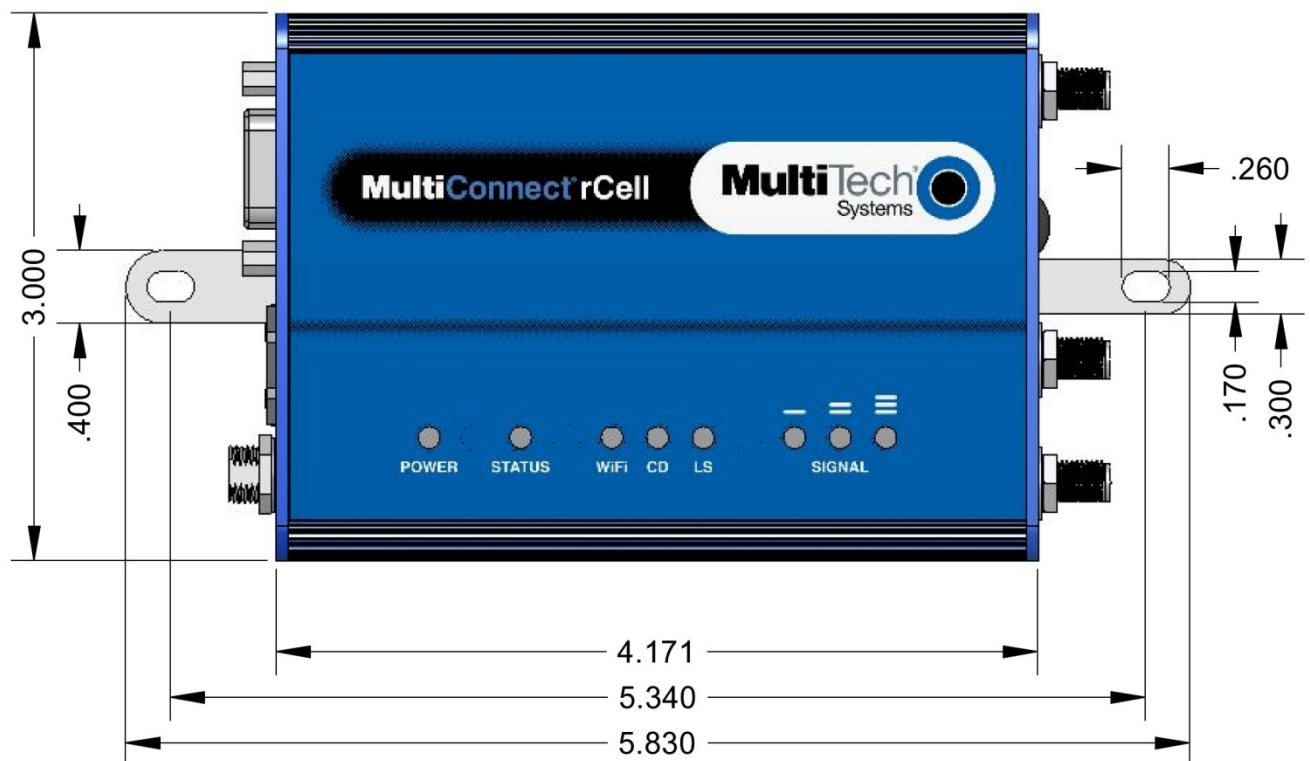 MultiConnect® rCell
MultiTech®
Systems
.260
3.000
.400
.170
.300
POWER STATUS WiFi CD LS SIGNAL
4.171
5.340
5.830